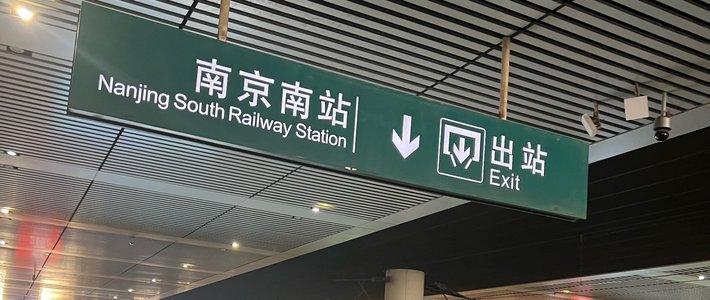 南京南站
Nanjing South Railway Station
出站
Exit